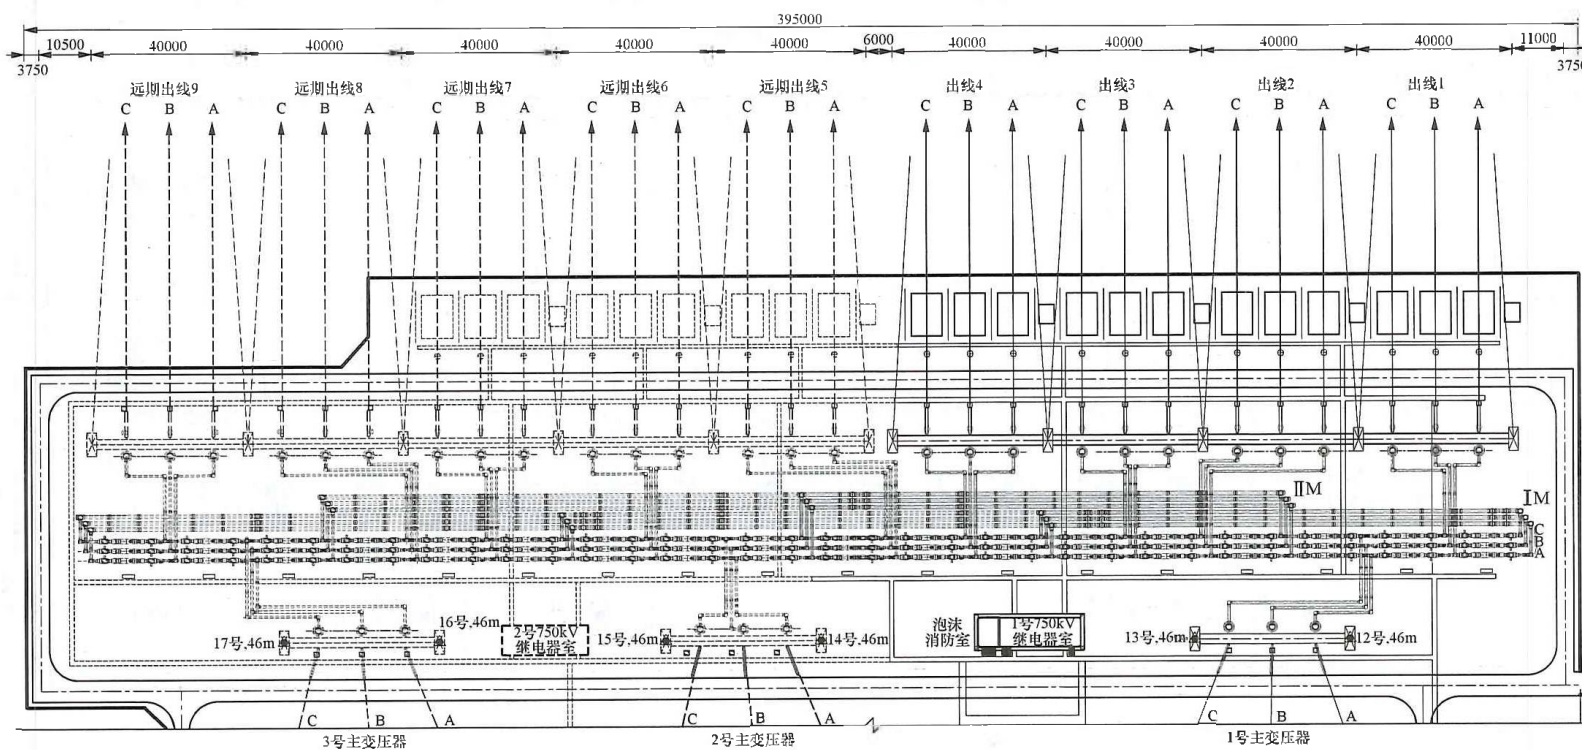 395000
10500 40000 40000 40000 40000 40000 6000 40000 40000 40000 40000 11000
3750 3750
远期出线9 远期出线8 远期出线7 远期出线6 远期出线5 出线4 出线3 出线2 出线1
C B A C B A C B A C B A C B A C B A C B A C B A C B A
ⅡM
ⅠM
C
B
A
17号,46m
16号,46m
2号750kV
继电器室
15号,46m
14号,46m
泡沫
消防室
1号750kV
继电器室
13号,46m
12号,46m
C B A C B A C B A
3号主变压器 2号主变压器 1号主变压器